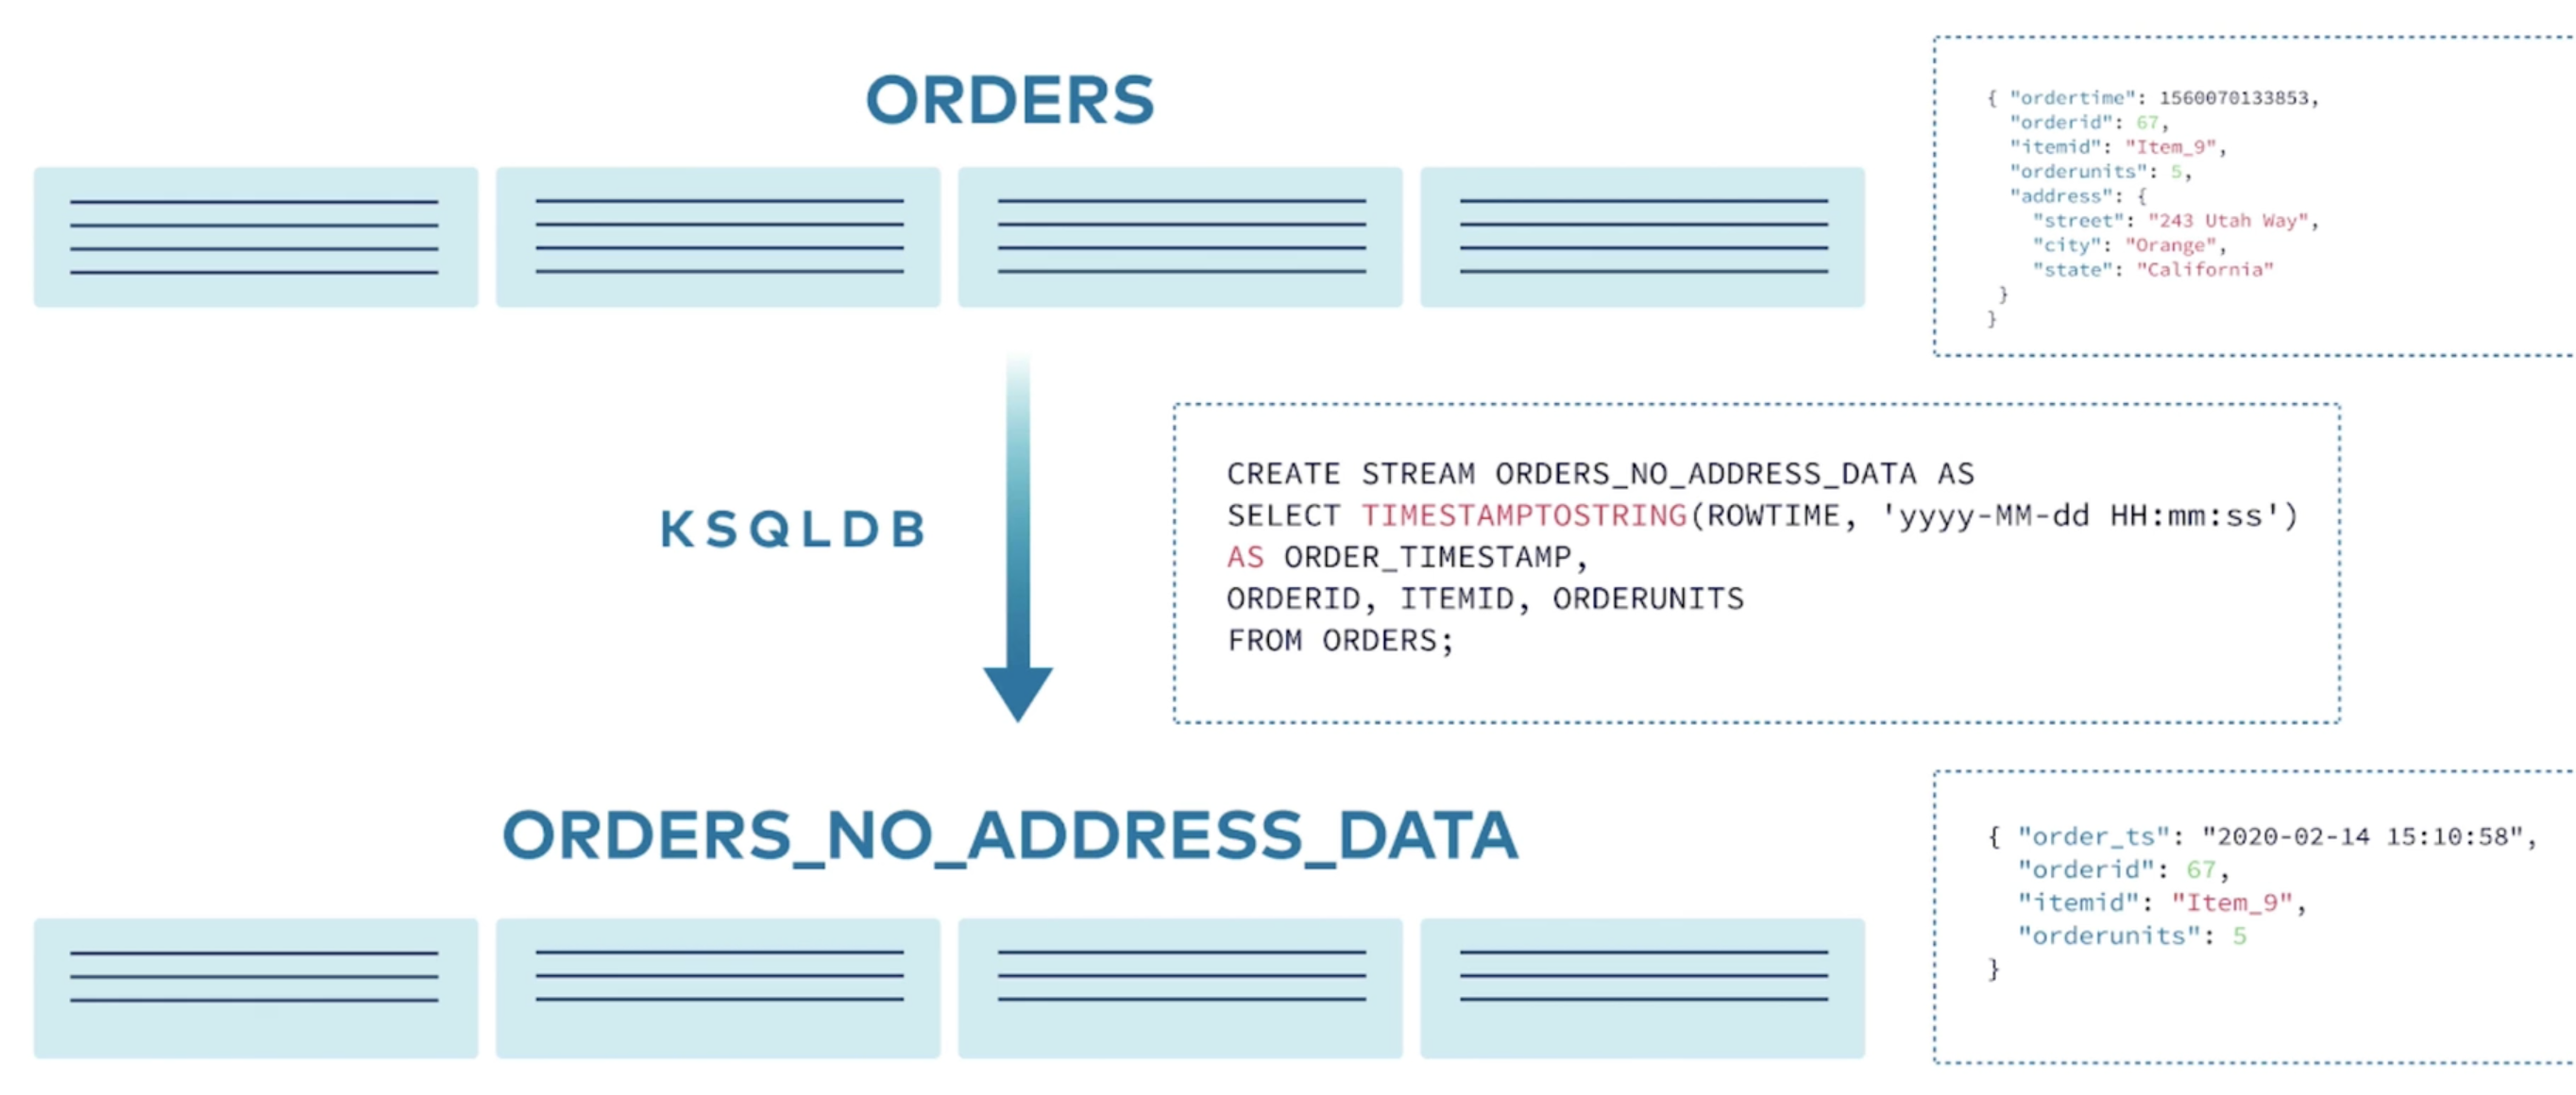 ORDERS
{ "ordertime": 1560070133853,
"orderid": 67,
"itemid": "Item_9",
"orderunits": 5,
"address": {
"street": "243 Utah Way",
"city": "Orange",
"state": "California"
}
}
KSQLDB
CREATE STREAM ORDERS_NO_ADDRESS_DATA AS
SELECT TIMESTAMPTOSTRING(ROWTIME, 'yyyy-MM-dd HH:mm:ss')
AS ORDER_TIMESTAMP,
ORDERID, ITEMID, ORDERUNITS
FROM ORDERS;
ORDERS_NO_ADDRESS_DATA
{ "order_ts": "2020-02-14 15:10:58",
"orderid": 67,
"itemid": "Item_9",
"orderunits": 5
}